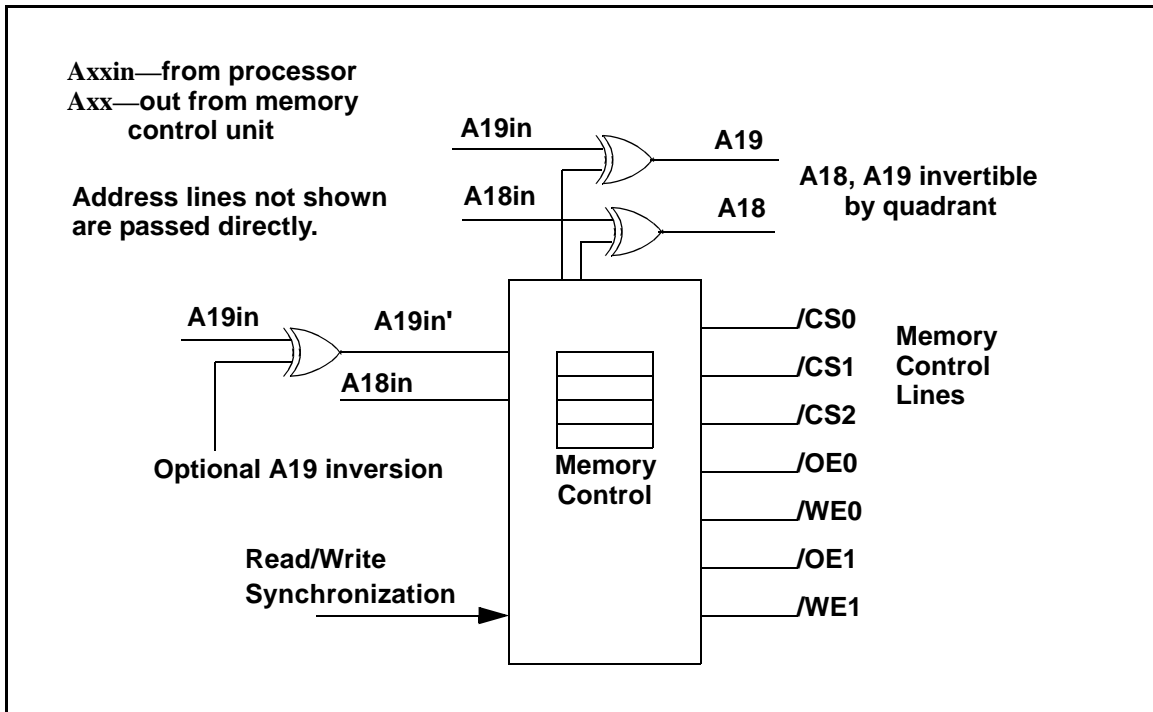 Axxin—from processor
Axx—out from memory
control unit
Address lines not shown
are passed directly.
A19in
A19
A18in
A18
A18, A19 invertible
by quadrant
A19in
A19in'
A18in
Optional A19 inversion
Memory
Control
Read/Write
Synchronization
/CS0
/CS1
/CS2
/OE0
/WE0
/OE1
/WE1
Memory
Control
Lines